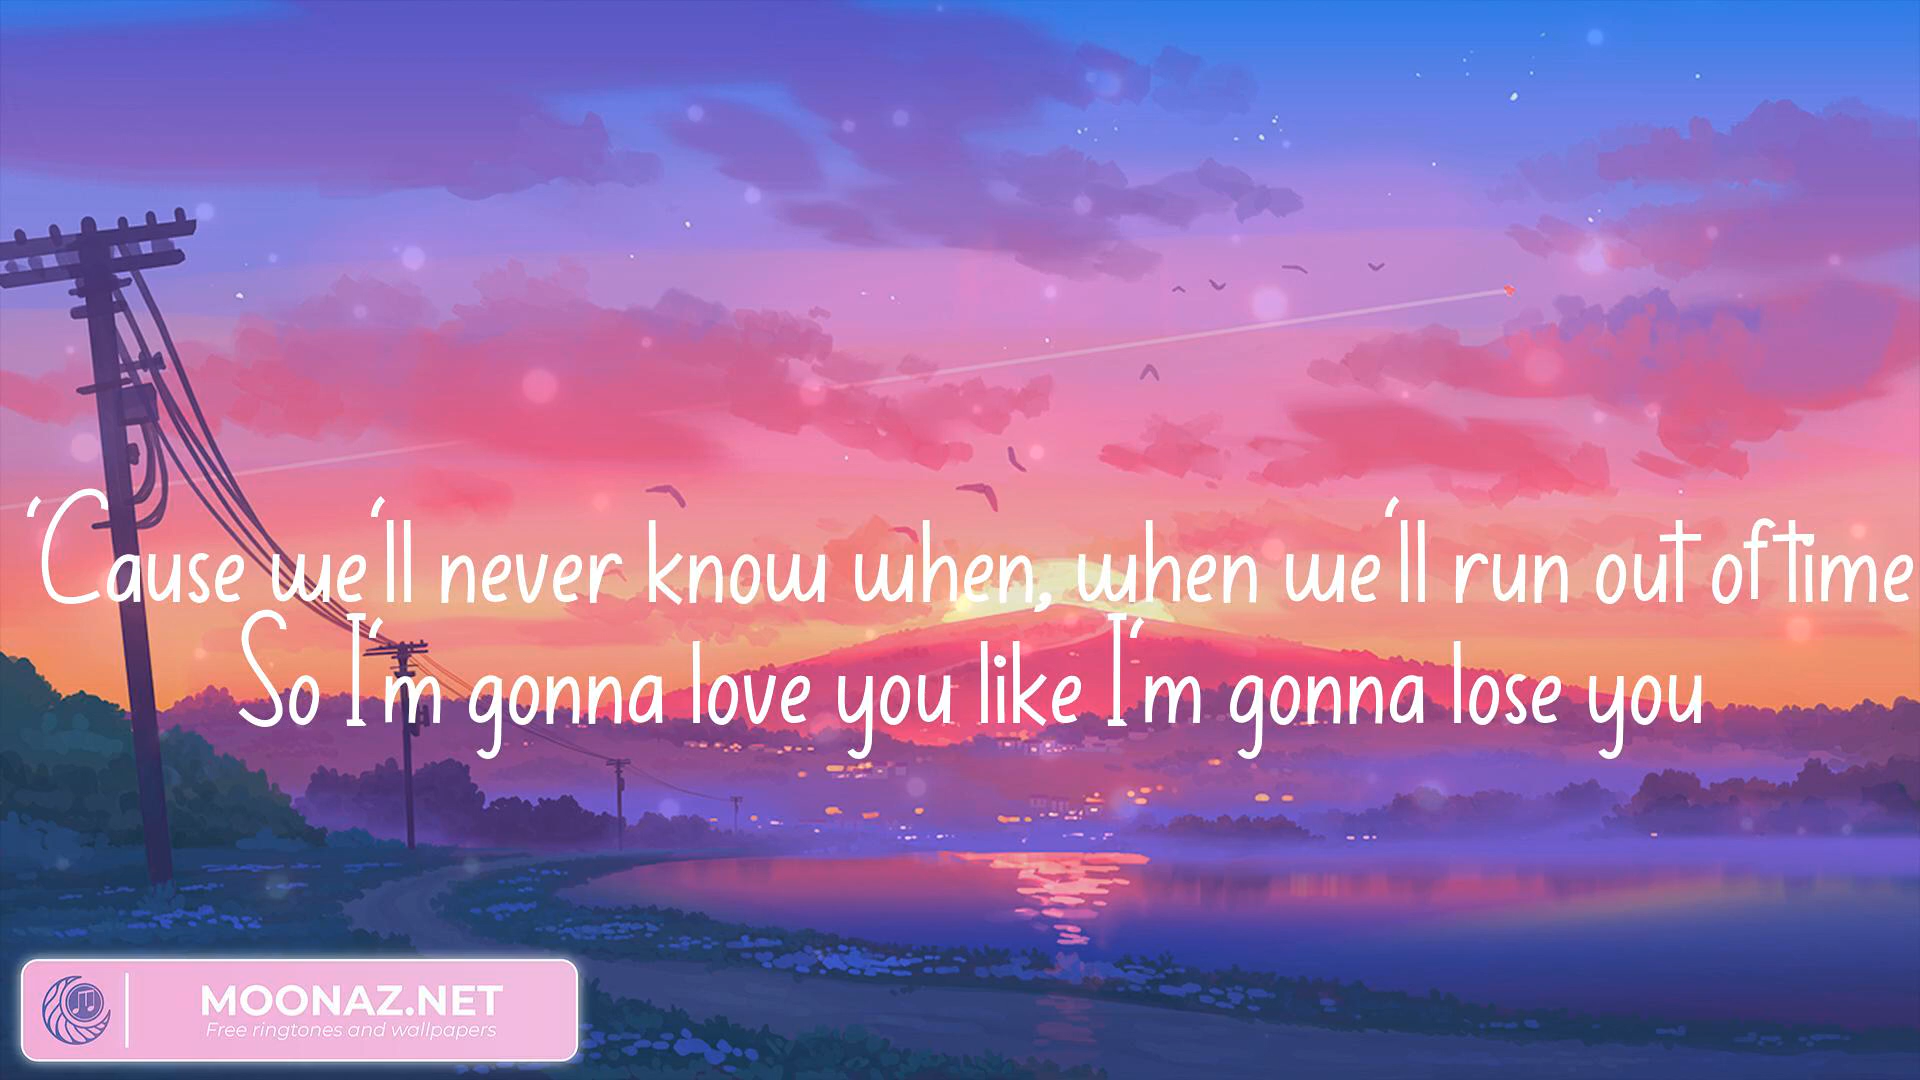 'Cause we'll never know when, when we'll run out of time
So I'm gonna love you like I'm gonna lose you
MOONAZ.NET
Free ringtones and wallpapers